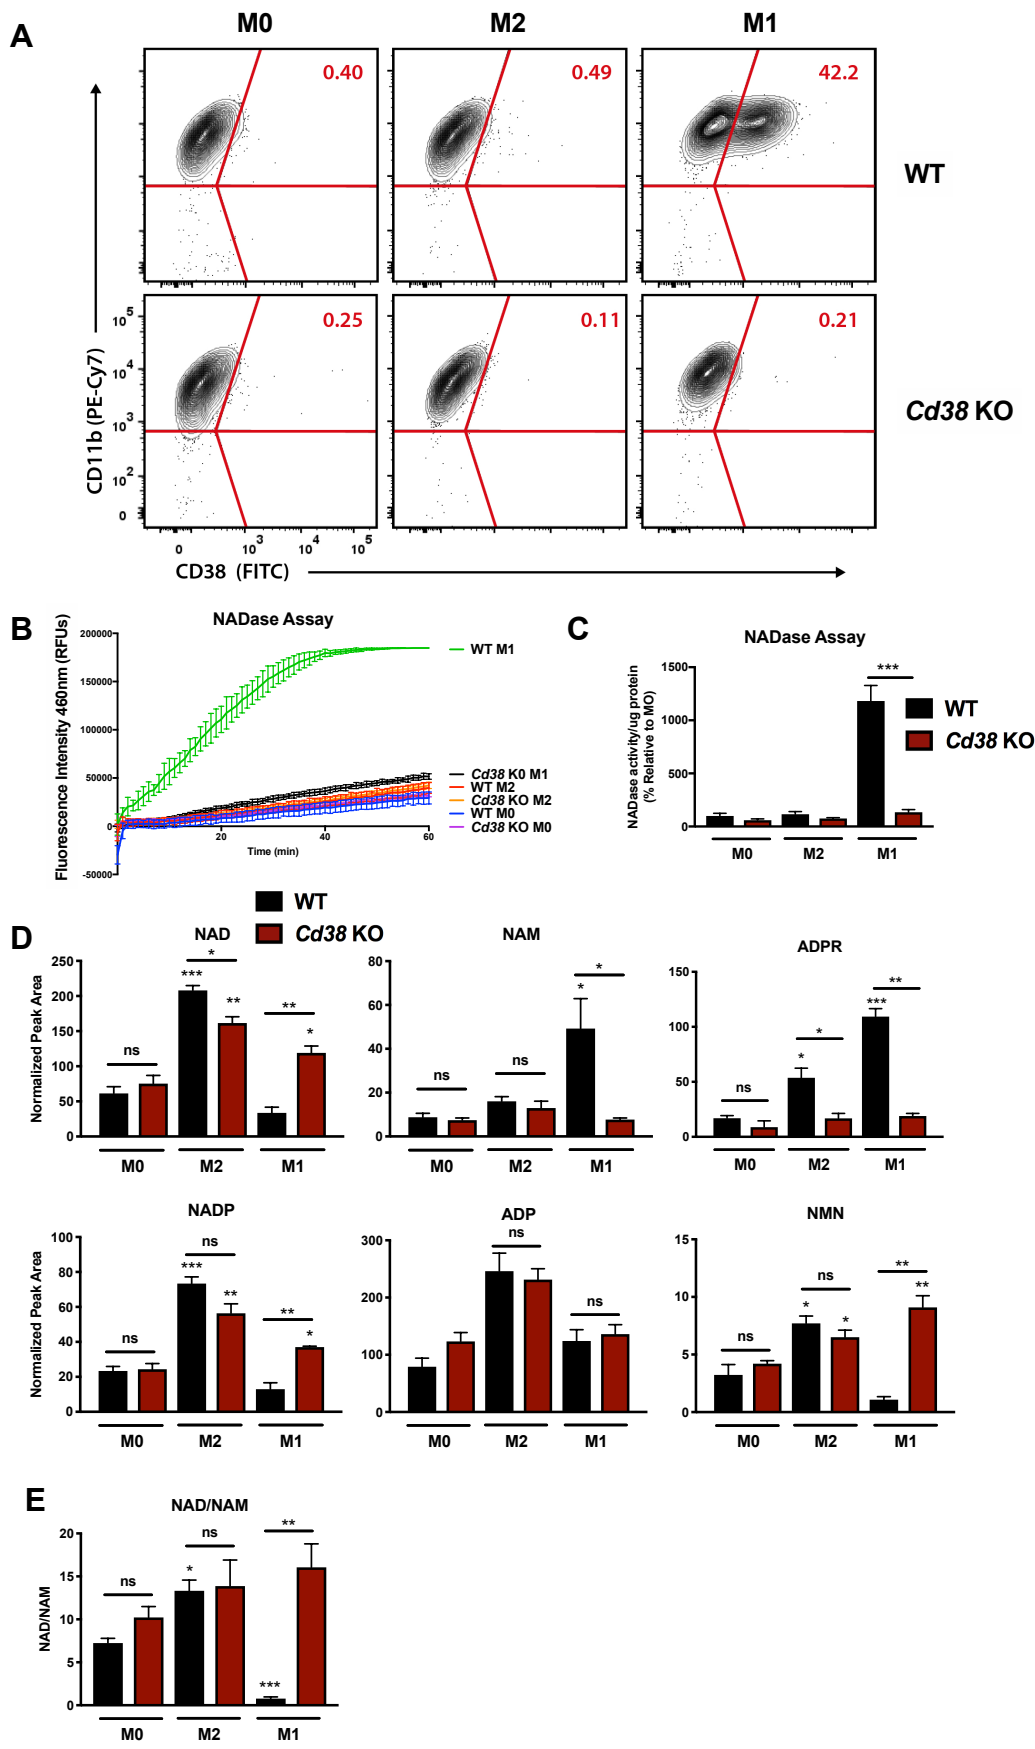 A
M0
M2
M1
0.40
0.49
42.2
WT
0.25
0.11
0.21
Cd38 KO
CD11b (PE-Cy7)
10^5
10^4
10^3
10^2
0
0
10^3
10^4
10^5
CD38 (FITC)
B
NADase Assay
Fluorescence Intensity 460nm (RFUs)
200000
150000
100000
50000
0
-50000
20
40
60
Time (min)
WT M1
Cd38 K0 M1
WT M2
Cd38 KO M2
WT M0
Cd38 KO M0
C
NADase Assay
NADase activity/ug protein
(% Relative to MO)
1500
1000
500
0
***
M0
M2
M1
WT
Cd38 KO
WT
Cd38 KO
D
NAD
Normalized Peak Area
250
200
150
100
50
0
ns
***
*
**
**
*
M0
M2
M1
NAM
80
60
40
20
0
ns
ns
*
*
M0
M2
M1
ADPR
150
100
50
0
ns
*
*
***
**
M0
M2
M1
NADP
Normalized Peak Area
100
80
60
40
20
0
ns
***
ns
**
**
*
M0
M2
M1
ADP
300
200
100
0
ns
ns
M0
M2
M1
NMN
15
10
5
0
ns
*
ns
*
**
**
M0
M2
M1
E
NAD/NAM
NAD/NAM
20
15
10
5
0
ns
*
ns
***
**
M0
M2
M1